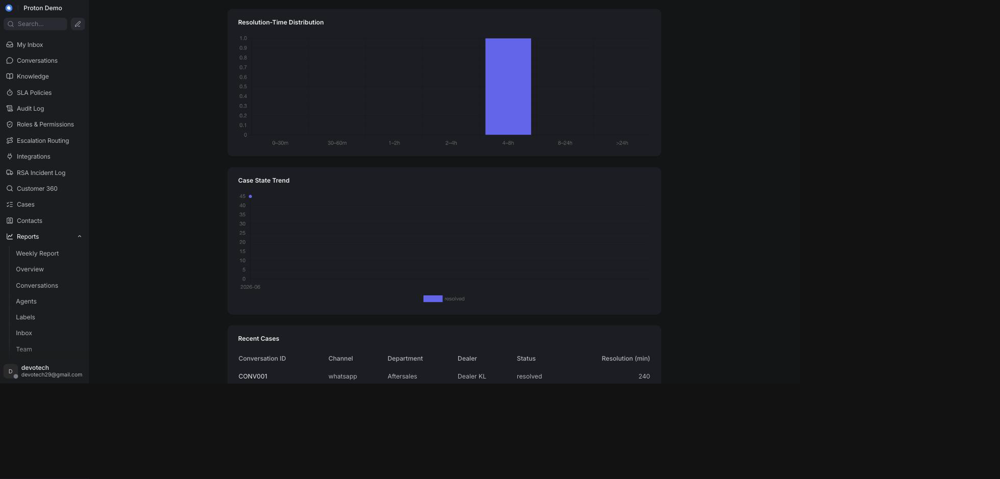 Proton Demo
Search...
My Inbox
Conversations
Knowledge
SLA Policies
Audit Log
Roles & Permissions
Escalation Routing
Integrations
RSA Incident Log
Customer 360
Cases
Contacts
Reports
Weekly Report
Overview
Conversations
Agents
Labels
Inbox
Team
D
devotech
devotech29@gmail.com
Resolution-Time Distribution
1.0
0.9
0.8
0.7
0.6
0.5
0.4
0.3
0.2
0.1
0
0–30m 30–60m 1–2h 2–4h 4–8h 8–24h >24h
Case State Trend
45
40
35
30
25
20
15
10
5
0
2026-06
resolved
Recent Cases
Conversation ID Channel Department Dealer Status Resolution (min)
CONV001 whatsapp Aftersales Dealer KL resolved 240